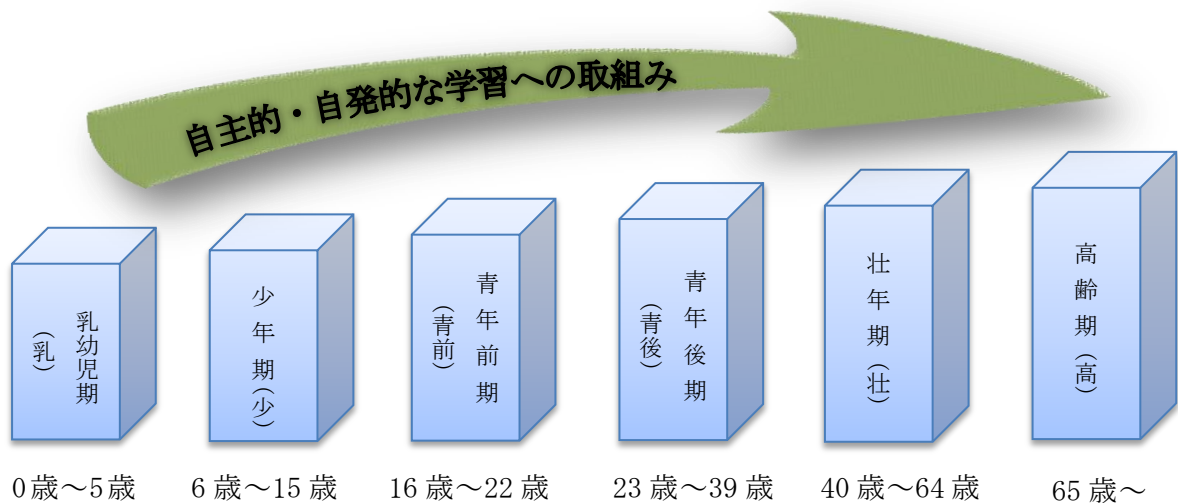 自主的・自発的な学習への取組み
乳幼児期
(乳)
少年期(少)
青年前期
(青前)
青年後期
(青後)
壮年期(壮)
高齢期(高)
0歳～5歳
6歳～15歳
16歳～22歳
23歳～39歳
40歳～64歳
65歳～